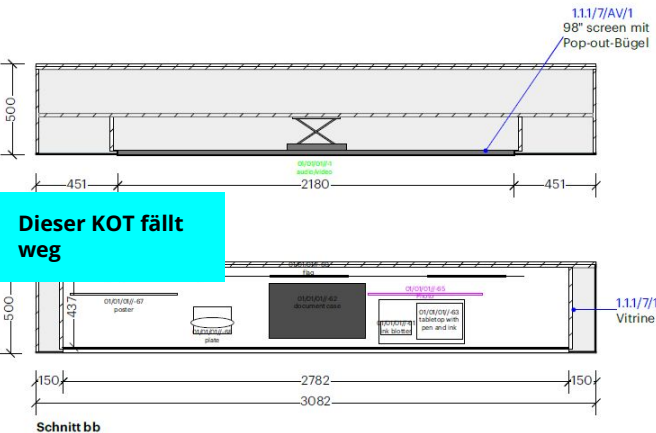 1.1.1/7/AV/1
98" screen mit
Pop-out-Bügel
500
01/01/01//-1
audio/video
451
2180
451
Dieser KOT fällt
weg
flag
01/01/01//-65
Photo
01/01/01//-67
poster
01/01/01//-62
document case
437
500
01/01/01//-63
tabletop with
pen and ink
ink blotter
plate
1.1.1/7/1
Vitrine
150
2782
150
3082
Schnitt bb